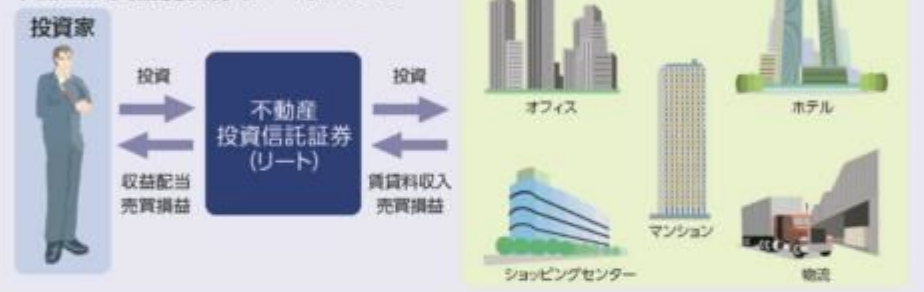 投資家
投資
不動産
投資信託証券
(リート)
収益配当
売買損益
投資
賃貸料収入
売買損益
オフィス
ホテル
マンション
ショッピングセンター
物流